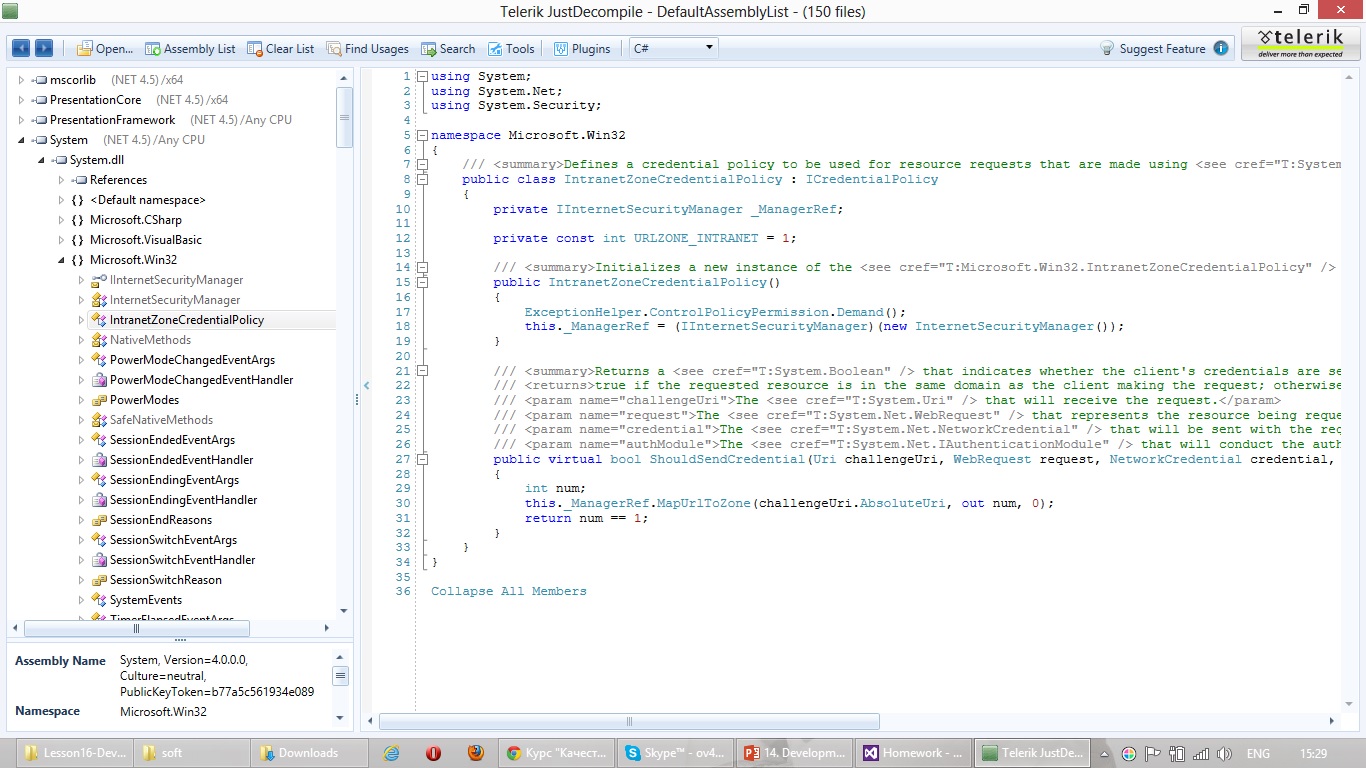 Telerik JustDecompile - DefaultAssemblyList - (150 files)
Open... Assembly List Clear List Find Usages Search Tools Plugins C# Suggest Feature
telerik
deliver more than expected
mscorlib (NET 4.5) /x64
PresentationCore (NET 4.5) /x64
PresentationFramework (NET 4.5) /Any CPU
System (NET 4.5) /Any CPU
System.dll
References
{} <Default namespace>
{} Microsoft.CSharp
{} Microsoft.VisualBasic
{} Microsoft.Win32
IInternetSecurityManager
InternetSecurityManager
IntranetZoneCredentialPolicy
NativeMethods
PowerModeChangedEventArgs
PowerModeChangedEventHandler
PowerModes
SafeNativeMethods
SessionEndedEventArgs
SessionEndedEventHandler
SessionEndingEventArgs
SessionEndingEventHandler
SessionEndReasons
SessionSwitchEventArgs
SessionSwitchEventHandler
SessionSwitchReason
SystemEvents
TimerElapsedEventArgs
Assembly Name System, Version=4.0.0.0,
Culture=neutral,
PublicKeyToken=b77a5c561934e089
Namespace Microsoft.Win32
1 using System;
2 using System.Net;
3 using System.Security;
4
5 namespace Microsoft.Win32
6 {
7 /// <summary>Defines a credential policy to be used for resource requests that are made using <see cref="T:System
8 public class IntranetZoneCredentialPolicy : ICredentialPolicy
9 {
10 private IInternetSecurityManager _ManagerRef;
11
12 private const int URLZONE_INTRANET = 1;
13
14 /// <summary>Initializes a new instance of the <see cref="T:Microsoft.Win32.IntranetZoneCredentialPolicy" />
15 public IntranetZoneCredentialPolicy()
16 {
17 ExceptionHelper.ControlPolicyPermission.Demand();
18 this._ManagerRef = (IInternetSecurityManager)(new InternetSecurityManager());
19 }
20
21 /// <summary>Returns a <see cref="T:System.Boolean" /> that indicates whether the client's credentials are se
22 /// <returns>true if the requested resource is in the same domain as the client making the request; otherwise
23 /// <param name="challengeUri">The <see cref="T:System.Uri" /> that will receive the request.</param>
24 /// <param name="request">The <see cref="T:System.Net.WebRequest" /> that represents the resource being reque
25 /// <param name="credential">The <see cref="T:System.Net.NetworkCredential" /> that will be sent with the req
26 /// <param name="authModule">The <see cref="T:System.Net.IAuthenticationModule" /> that will conduct the auth
27 public virtual bool ShouldSendCredential(Uri challengeUri, WebRequest request, NetworkCredential credential,
28 {
29 int num;
30 this._ManagerRef.MapUrlToZone(challengeUri.AbsoluteUri, out num, 0);
31 return num == 1;
32 }
33 }
34 }
35
36 Collapse All Members
Lesson16-Dev... soft Downloads Курс "Качест... Skype™ - ov4... 14. Developm... Homework - ... Telerik JustDe... ENG 15:29